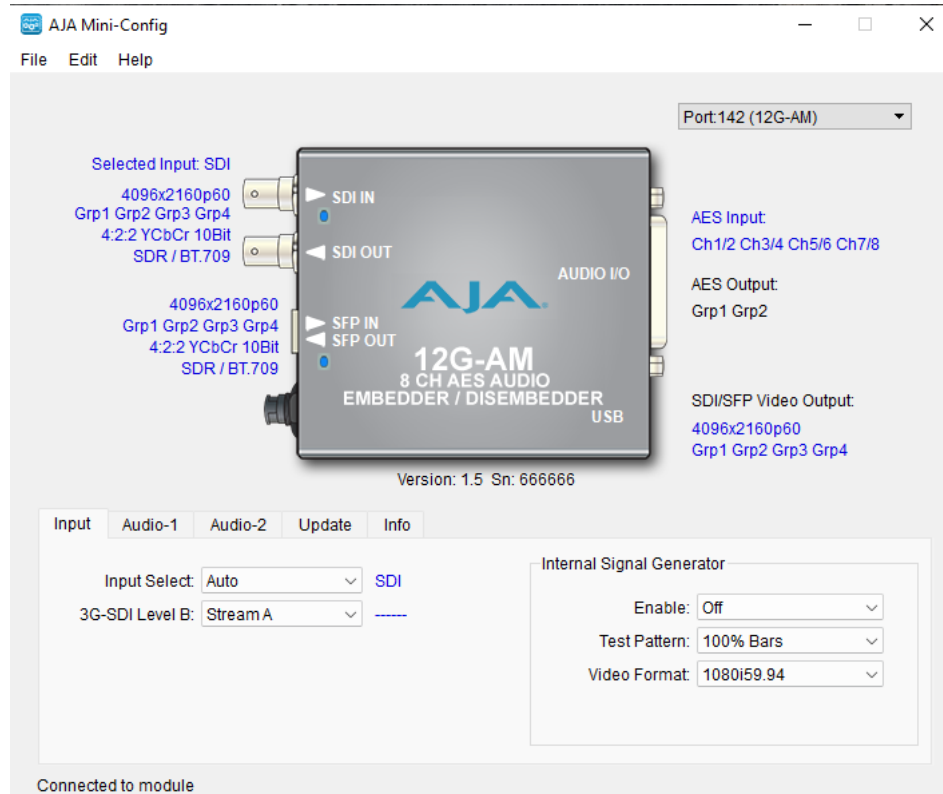 AJA Mini-Config
File Edit Help
Port:142 (12G-AM)
Selected Input: SDI
4096x2160p60
Grp1 Grp2 Grp3 Grp4
4:2:2 YCbCr 10Bit
SDR / BT.709
4096x2160p60
Grp1 Grp2 Grp3 Grp4
4:2:2 YCbCr 10Bit
SDR / BT.709
SDI IN
SDI OUT
AUDIO I/O
AJA
SFP IN
SFP OUT
12G-AM
8 CH AES AUDIO
EMBEDDER / DISEMBEDDER
USB
AES Input:
Ch1/2 Ch3/4 Ch5/6 Ch7/8
AES Output:
Grp1 Grp2
SDI/SFP Video Output:
4096x2160p60
Grp1 Grp2 Grp3 Grp4
Version: 1.5 Sn: 666666
Input Audio-1 Audio-2 Update Info
Input Select: Auto SDI
3G-SDI Level B: Stream A ------
Internal Signal Generator
Enable: Off
Test Pattern: 100% Bars
Video Format: 1080i59.94
Connected to module